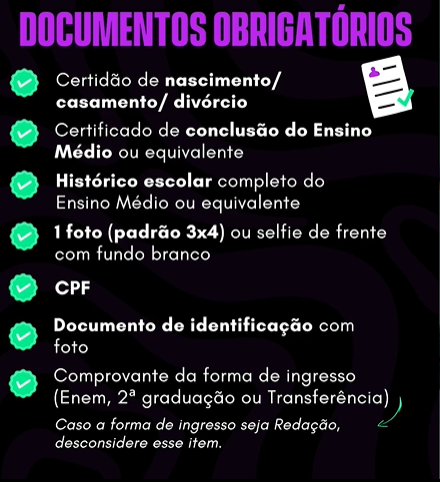 DOCUMENTOS OBRIGATÓRIOS
Certidão de nascimento/
casamento/ divórcio
Certificado de conclusão do Ensino
Médio ou equivalente
Histórico escolar completo do
Ensino Médio ou equivalente
1 foto (padrão 3x4) ou selfie de frente
com fundo branco
CPF
Documento de identificação com
foto
Comprovante da forma de ingresso
(Enem, 2ª graduação ou Transferência)
Caso a forma de ingresso seja Redação,
desconsidere esse item.